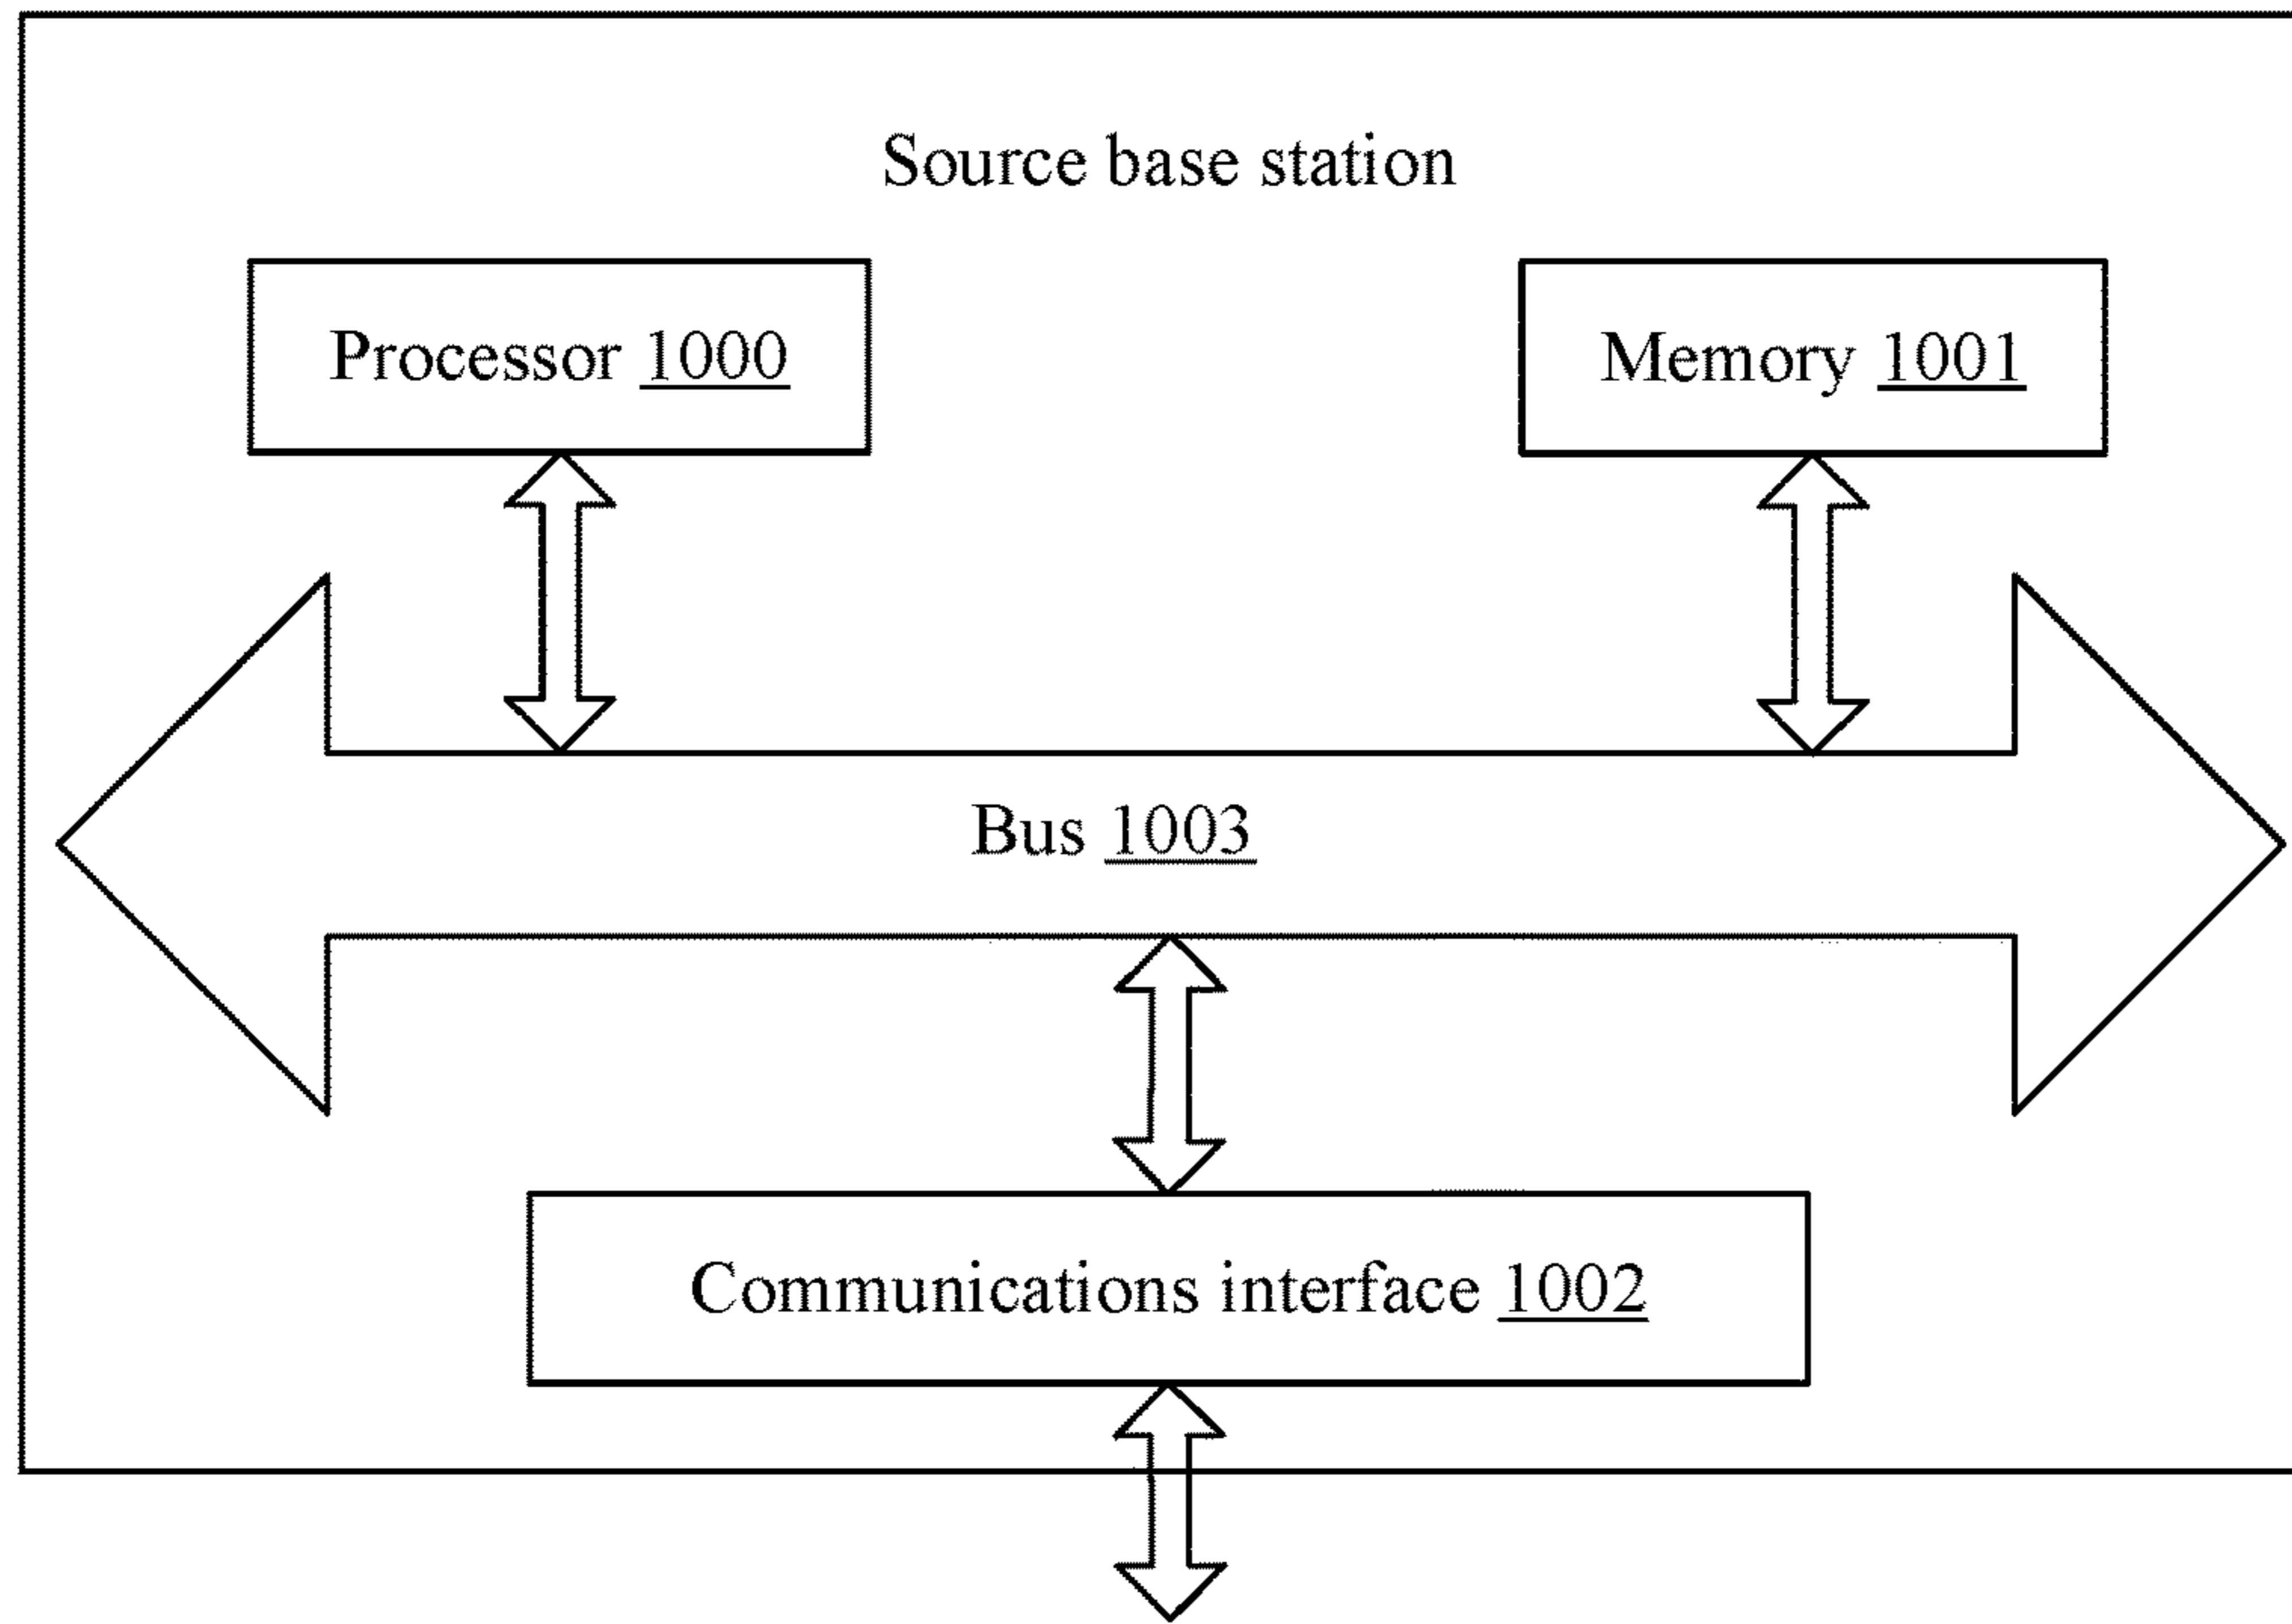 Source base station
Processor 1000
Memory 1001
Bus 1003
Communications interface 1002